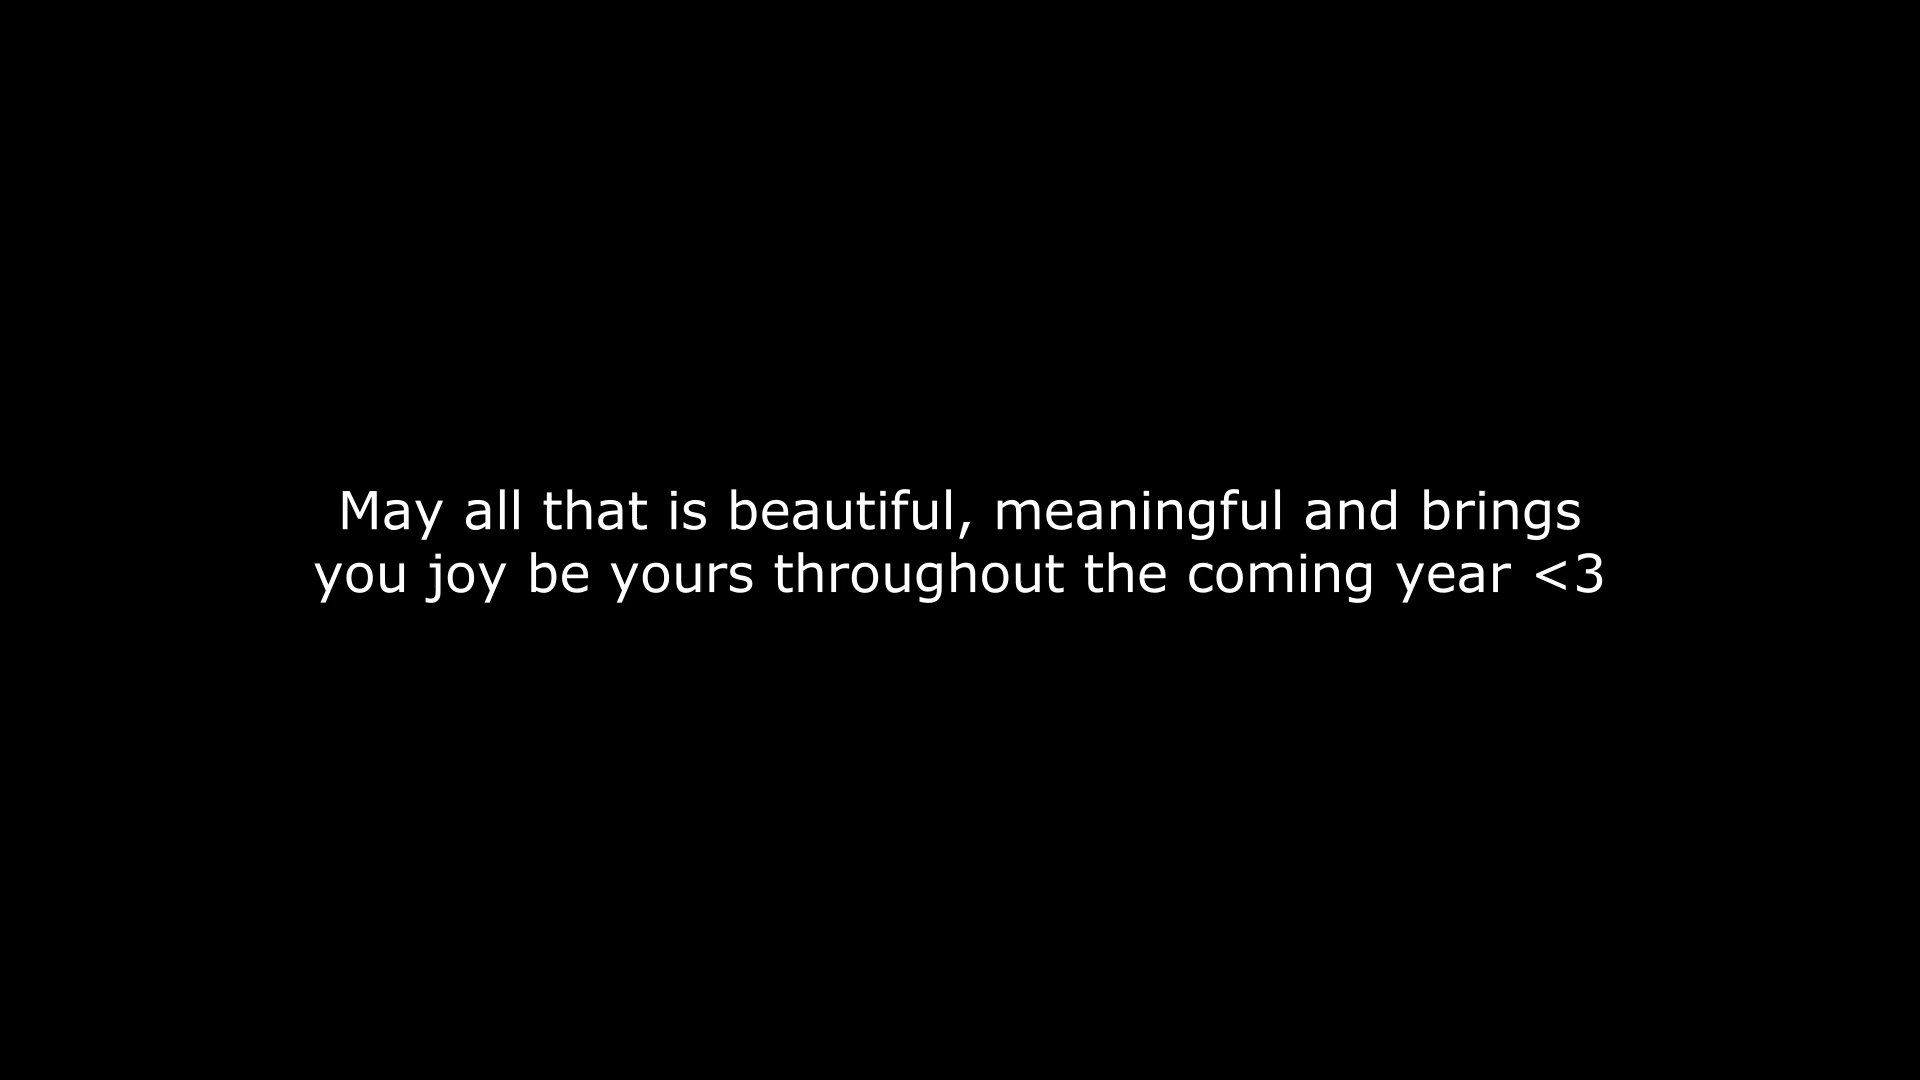 May all that is beautiful, meaningful and brings
you joy be yours throughout the coming year <3